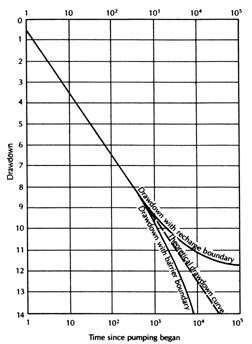 1 10 10² 10³ 10⁴ 10⁵
0
1
2
3
4
5
6
7
8
9
10
11
12
13
14
Drawdown
Drawdown with recharge boundary
Theoretical drawdown curve
Drawdown with barrier boundary
1 10 10² 10³ 10⁴ 10⁵
Time since pumping began